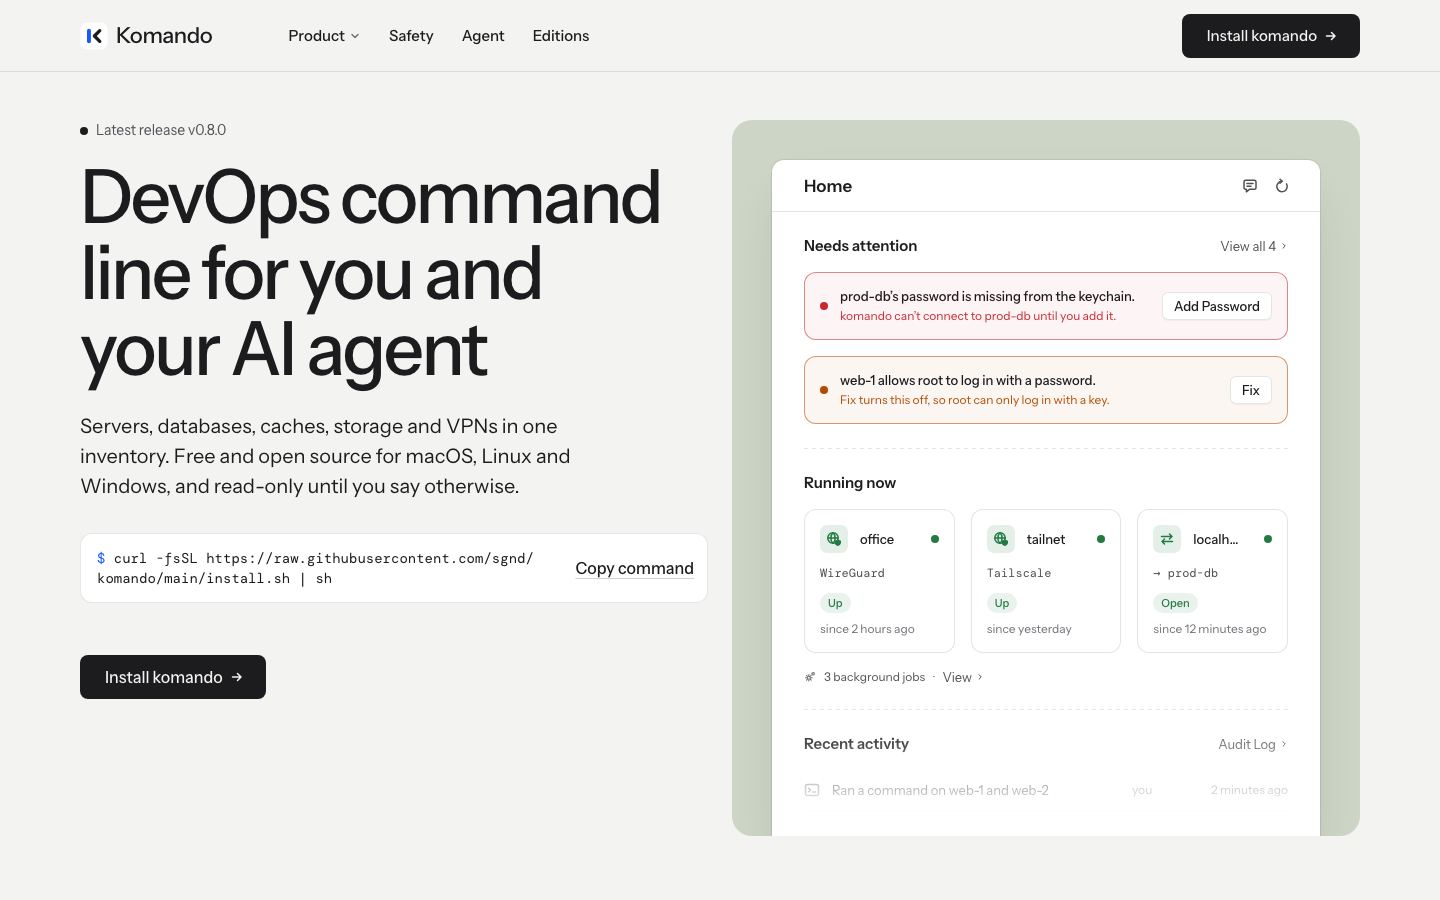 Komando
Product
Safety
Agent
Editions
Install komando →
Latest release v0.8.0
DevOps command
line for you and
your AI agent
Servers, databases, caches, storage and VPNs in one
inventory. Free and open source for macOS, Linux and
Windows, and read-only until you say otherwise.
$ curl -fsSL https://raw.githubusercontent.com/sgnd/
komando/main/install.sh | sh
Copy command
Install komando →
Home
Needs attention
View all 4 ›
prod-db’s password is missing from the keychain.
komando can’t connect to prod-db until you add it.
Add Password
web-1 allows root to log in with a password.
Fix turns this off, so root can only log in with a key.
Fix
Running now
office
WireGuard
Up
since 2 hours ago
tailnet
Tailscale
Up
since yesterday
localh…
→ prod-db
Open
since 12 minutes ago
3 background jobs · View ›
Recent activity
Audit Log ›
Ran a command on web-1 and web-2
you
2 minutes ago